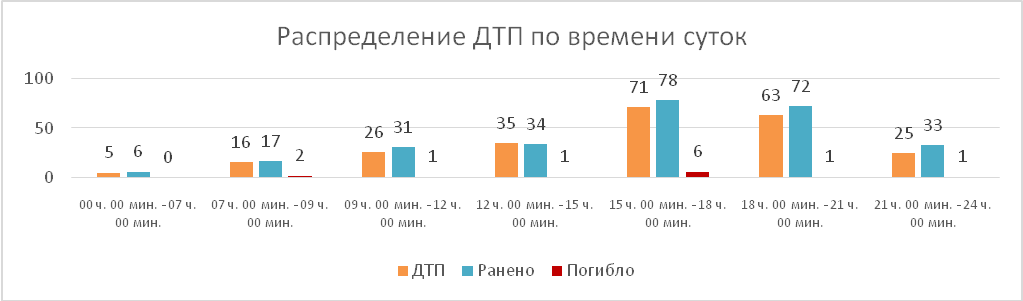 Распределение ДТП по времени суток
100
50
0
5 6 0
16 17 2
26 31 1
35 34 1
71 78 6
63 72 1
25 33 1
00 ч. 00 мин. -07 ч.
00 мин.
07 ч. 00 мин. -09 ч.
00 мин.
09 ч. 00 мин. -12 ч.
00 мин.
12 ч. 00 мин. -15 ч.
00 мин.
15 ч. 00 мин. -18 ч.
00 мин.
18 ч. 00 мин. -21 ч.
00 мин.
21 ч. 00 мин. -24 ч.
00 мин.
ДТП Ранено Погибло